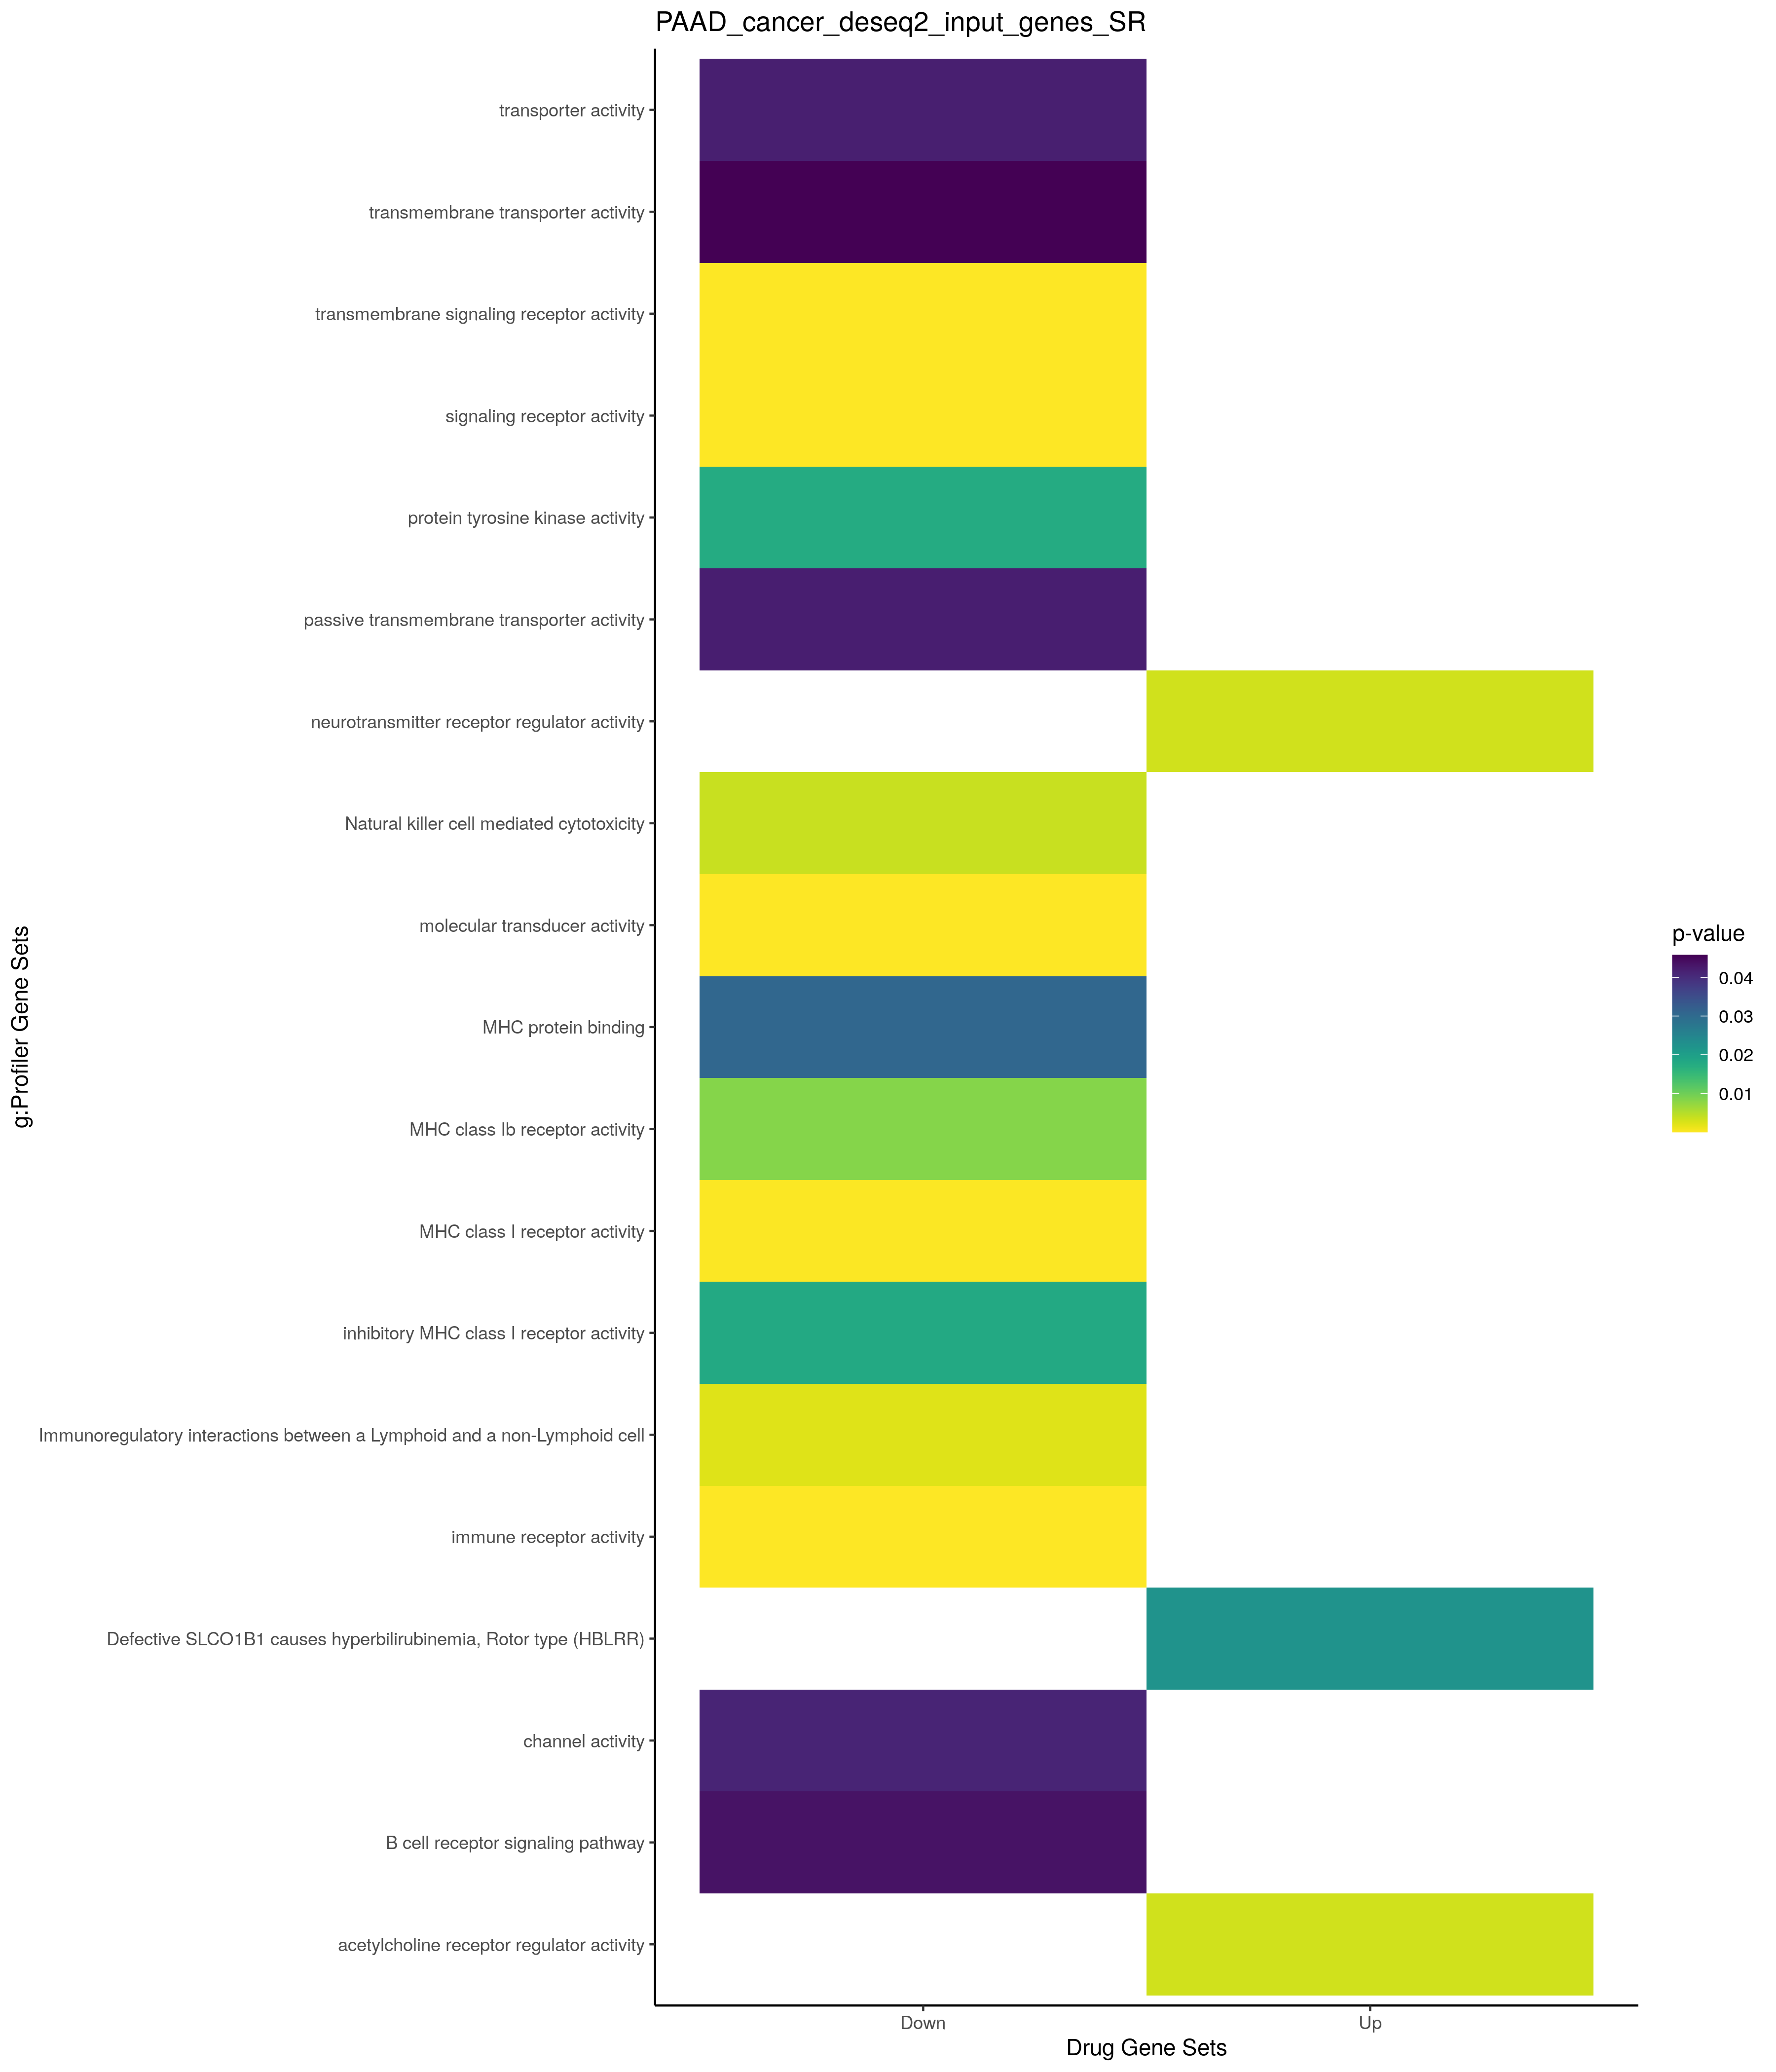 PAAD_cancer_deseq2_input_genes_SR
transporter activity
transmembrane transporter activity
transmembrane signaling receptor activity
signaling receptor activity
protein tyrosine kinase activity
passive transmembrane transporter activity
neurotransmitter receptor regulator activity
Natural killer cell mediated cytotoxicity
molecular transducer activity
MHC protein binding
MHC class Ib receptor activity
MHC class I receptor activity
inhibitory MHC class I receptor activity
Immunoregulatory interactions between a Lymphoid and a non-Lymphoid cell
immune receptor activity
Defective SLCO1B1 causes hyperbilirubinemia, Rotor type (HBLRR)
channel activity
B cell receptor signaling pathway
acetylcholine receptor regulator activity
g:Profiler Gene Sets
Down
Up
Drug Gene Sets
p-value
0.04
0.03
0.02
0.01